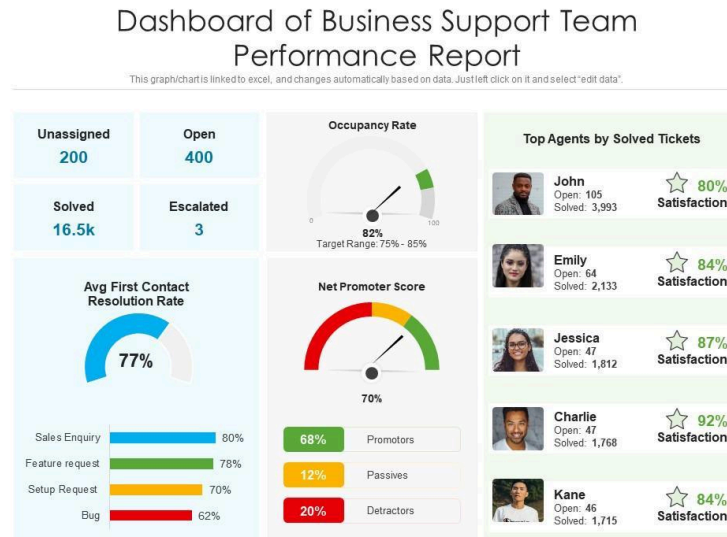 Dashboard of Business Support Team
Performance Report
This graph/chart is linked to excel, and changes automatically based on data. Just left click on it and select “edit data”.
Unassigned
200
Open
400
Solved
16.5k
Escalated
3
Occupancy Rate
0
100
82%
Target Range: 75% - 85%
Avg First Contact
Resolution Rate
77%
Sales Enquiry 80%
Feature request 78%
Setup Request 70%
Bug 62%
Net Promoter Score
70%
68% Promotors
12% Passives
20% Detractors
Top Agents by Solved Tickets
John
Open: 105
Solved: 3,993
80%
Satisfaction
Emily
Open: 64
Solved: 2,133
84%
Satisfaction
Jessica
Open: 47
Solved: 1,812
87%
Satisfaction
Charlie
Open: 47
Solved: 1,768
92%
Satisfaction
Kane
Open: 46
Solved: 1,715
84%
Satisfaction